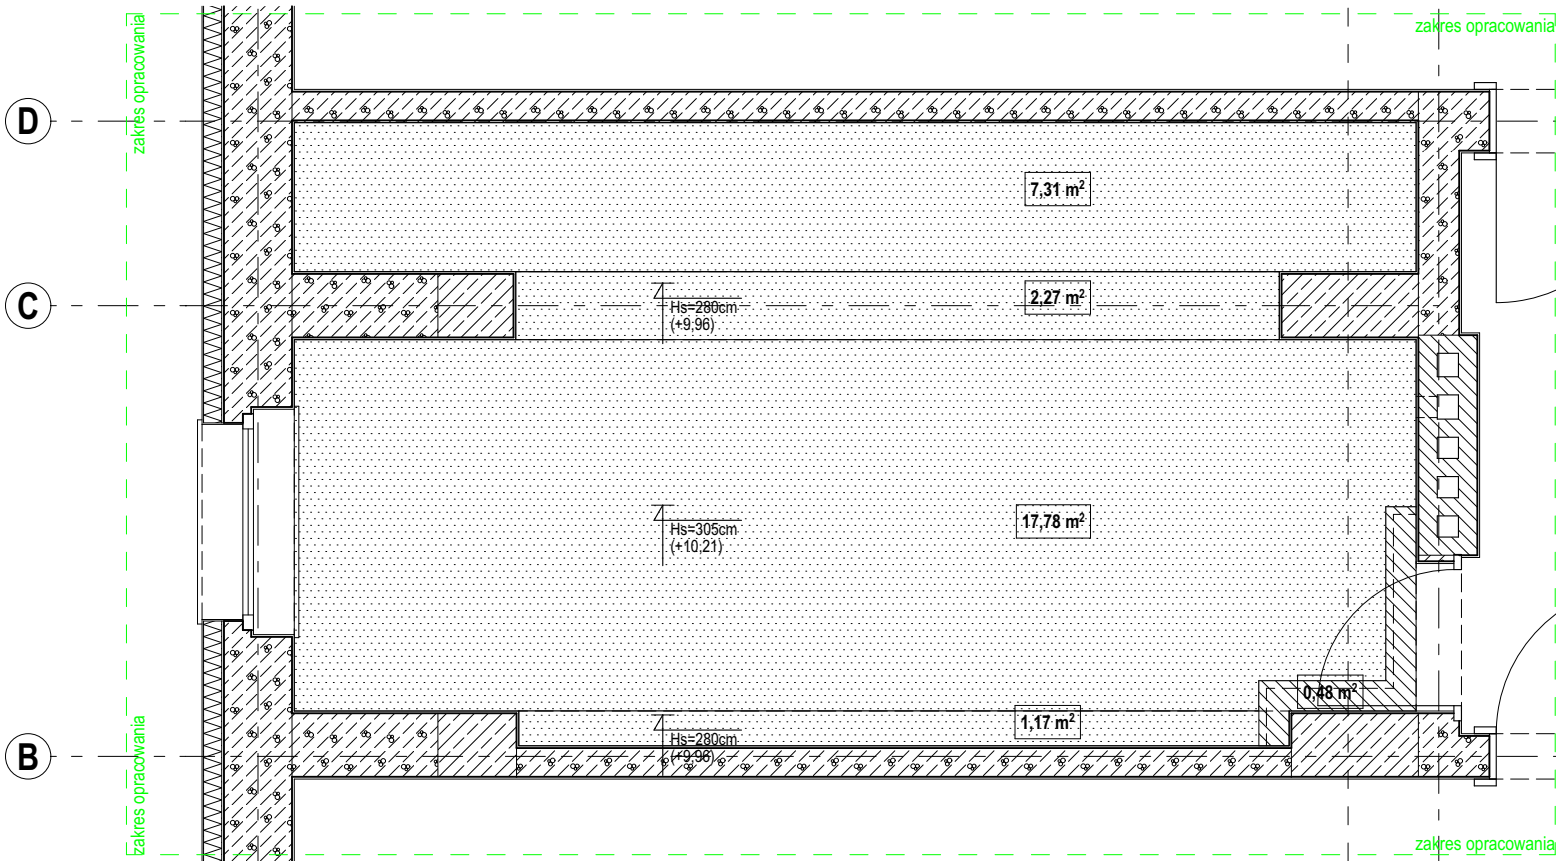 zakres opracowania
zakres opracowania
D
7,31 m²
C
2,27 m²
Hs=280cm
(+9,96)
17,78 m²
Hs=305cm
(+10,21)
0,48 m²
1,17 m²
Hs=280cm
(+9,96)
B
zakres opracowania
zakres opracowania